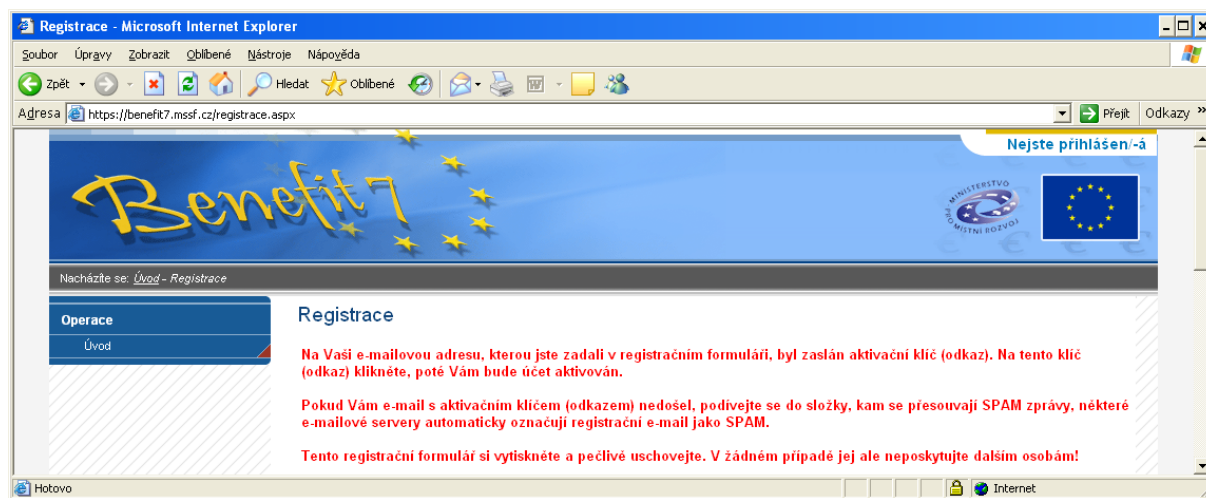 Registrace - Microsoft Internet Explorer
Soubor Úpravy Zobrazit Oblíbené Nástroje Nápověda
Zpět Hledat Oblíbené
Adresa https://benefit7.mssf.cz/registrace.aspx Přejít Odkazy »
Nejste přihlášen/-á
Benefit 7
MINISTERSTVO
PRO MÍSTNÍ ROZVOJ
Nacházíte se: Úvod - Registrace
Operace
Úvod
Registrace
Na Vaši e-mailovou adresu, kterou jste zadali v registračním formuláři, byl zaslán aktivační klíč (odkaz). Na tento klíč
(odkaz) klikněte, poté Vám bude účet aktivován.
Pokud Vám e-mail s aktivačním klíčem (odkazem) nedošel, podívejte se do složky, kam se přesouvají SPAM zprávy, některé
e-mailové servery automaticky označují registrační e-mail jako SPAM.
Tento registrační formulář si vytiskněte a pečlivě uschovejte. V žádném případě jej ale neposkytujte dalším osobám!
Hotovo Internet